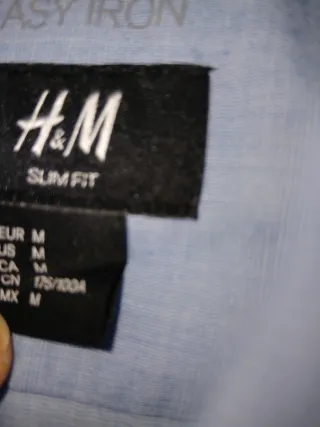 EASY IRON
H&M
SLIM FIT
EUR M
US M
CA M
CN 175/100A
MX M